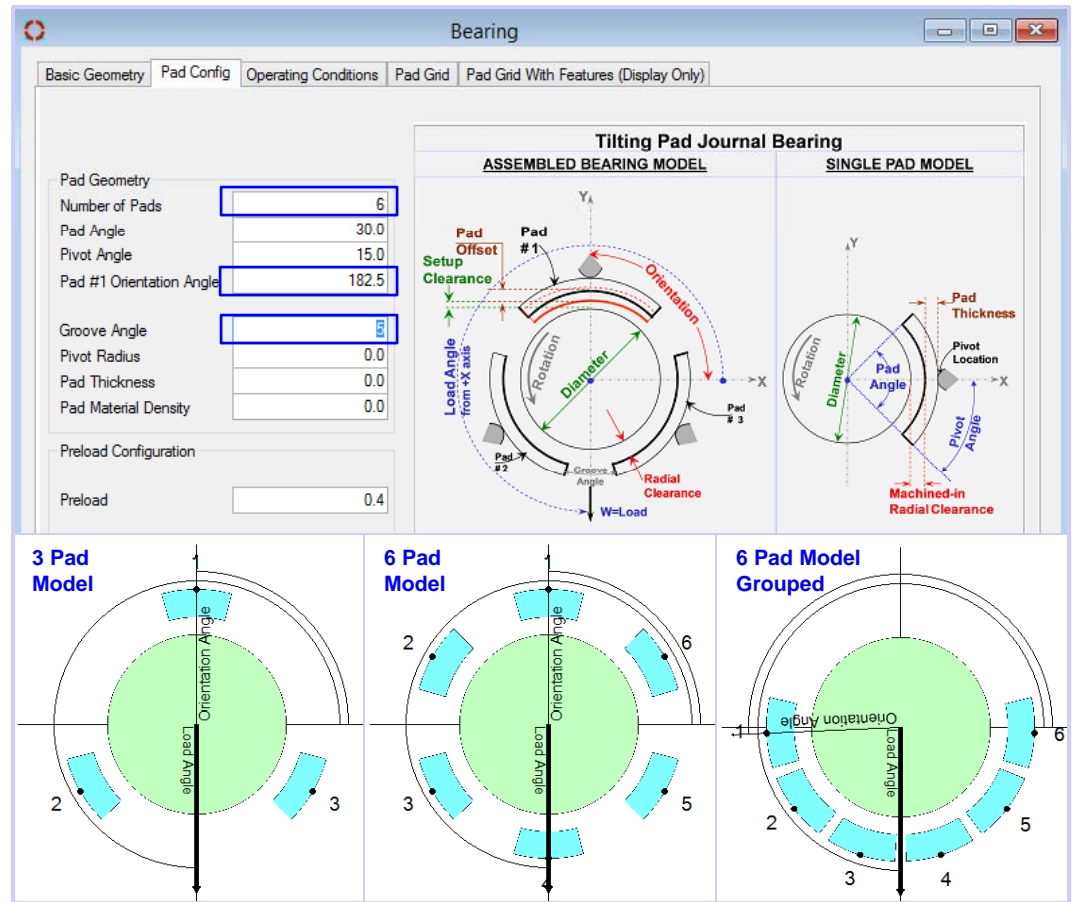 Bearing
Basic Geometry
Pad Config
Operating Conditions
Pad Grid
Pad Grid With Features (Display Only)
Pad Geometry
Number of Pads 6
Pad Angle 30.0
Pivot Angle 15.0
Pad #1 Orientation Angle 182.5
Groove Angle 5
Pivot Radius 0.0
Pad Thickness 0.0
Pad Material Density 0.0
Preload Configuration
Preload 0.4
Tilting Pad Journal Bearing
ASSEMBLED BEARING MODEL
Y
Pad
Offset
Pad
#1
Setup
Clearance
Orientation
Load Angle
from +X axis
Rotation
Diameter
X
Pad
#2
Pad
# 3
Groove
Angle
Radial
Clearance
W=Load
SINGLE PAD MODEL
Y
Pad
Thickness
Rotation
Diameter
Pad
Angle
Pivot
Location
X
Pivot
Angle
Machined-in
Radial Clearance
3 Pad
Model
1
Orientation Angle
Load Angle
2
3
6 Pad
Model
1
2
6
Orientation Angle
Load Angle
3
5
4
6 Pad Model
Grouped
Orientation Angle
1
Load Angle
6
2
5
3
4